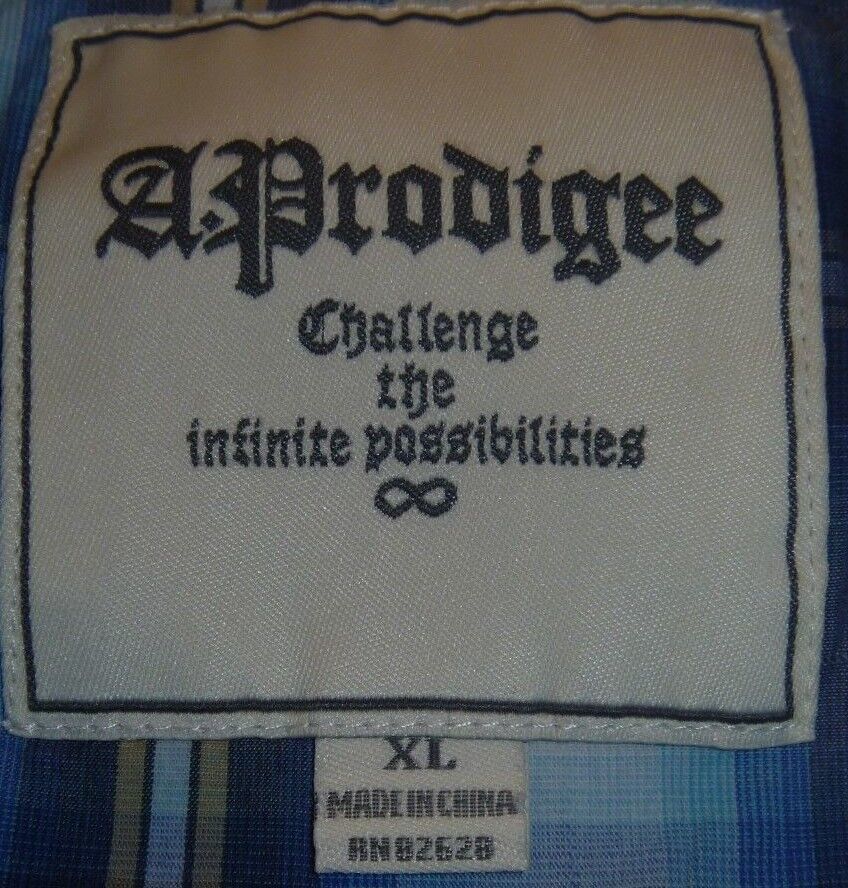 A.Prodigee
Challenge
the
infinite possibilities
∞
XL
MADE IN CHINA
RN 82628